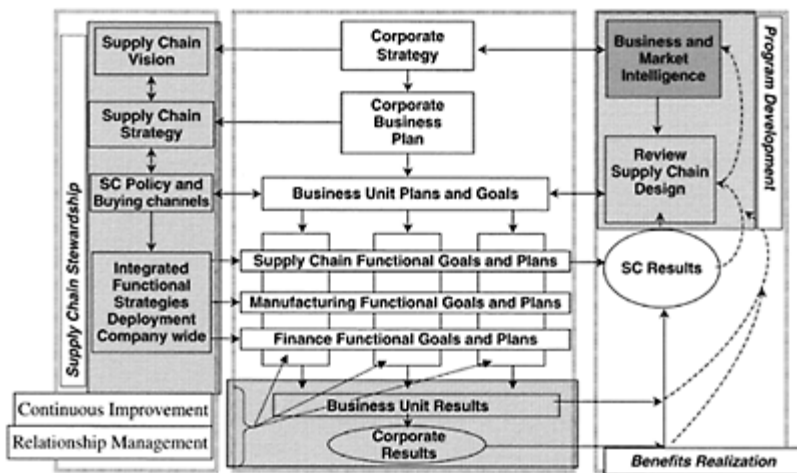 Supply Chain Stewardship
Supply Chain
Vision
Supply Chain
Strategy
SC Policy and
Buying channels
Integrated
Functional
Strategies
Deployment
Company wide
Continuous Improvement
Relationship Management
Corporate
Strategy
Corporate
Business
Plan
Business Unit Plans and Goals
Supply Chain Functional Goals and Plans
Manufacturing Functional Goals and Plans
Finance Functional Goals and Plans
Business Unit Results
Corporate
Results
Business and
Market
Intelligence
Review
Supply Chain
Design
SC Results
Program Development
Benefits Realization